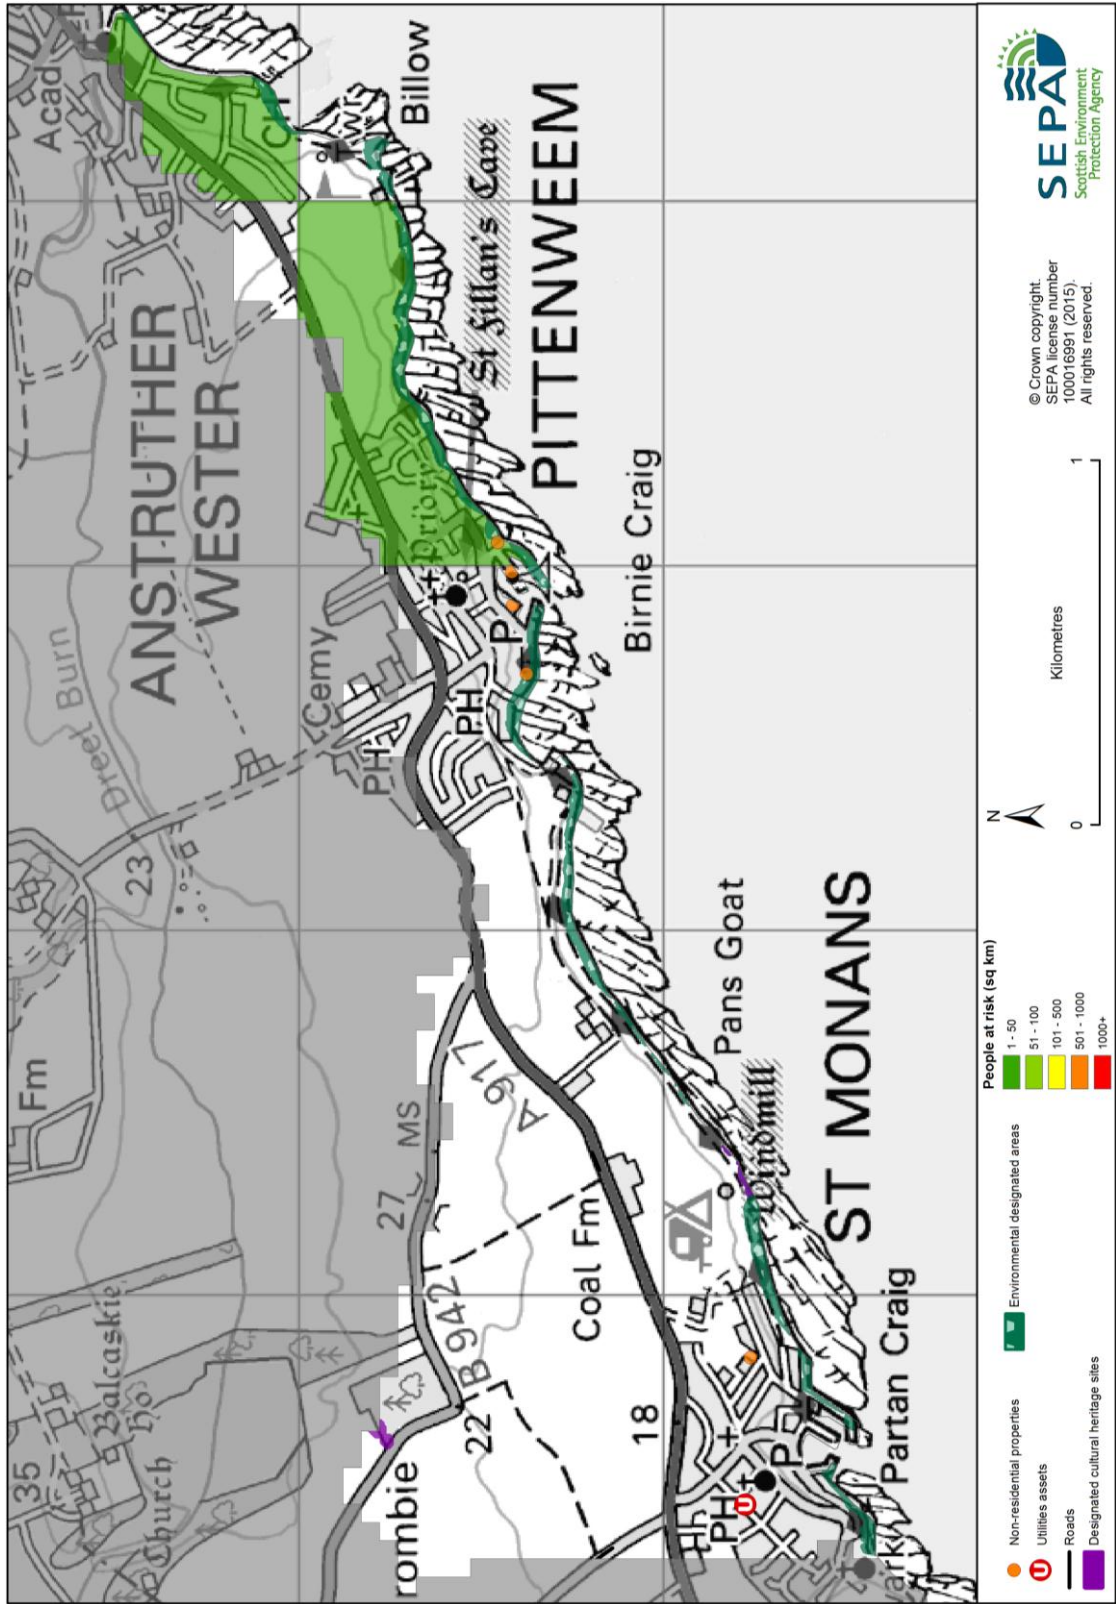 Acad
Billow
Twr
St Fillan's Cave
PITTENWEEM
ANSTRUTHER
WESTER
Priory
Birnie Craig
Dreel Burn
Cemy
P
PH
PH
23
Fm
Pans Goat
Windmill
ST MONANS
A 917
MS
27
B 942
Coal Fm
Balcaskie
Ho
35
Church
22
18
rombie
PH
P
Partan Craig
N
0
1
Kilometres
© Crown copyright.
SEPA license number
100016991 (2015).
All rights reserved.
SEPA
Scottish Environment
Protection Agency
Non-residential properties
U Utilities assets
Roads
Designated cultural heritage sites
Environmental designated areas
People at risk (sq km)
1 - 50
51 - 100
101 - 500
501 - 1000
1000+
U